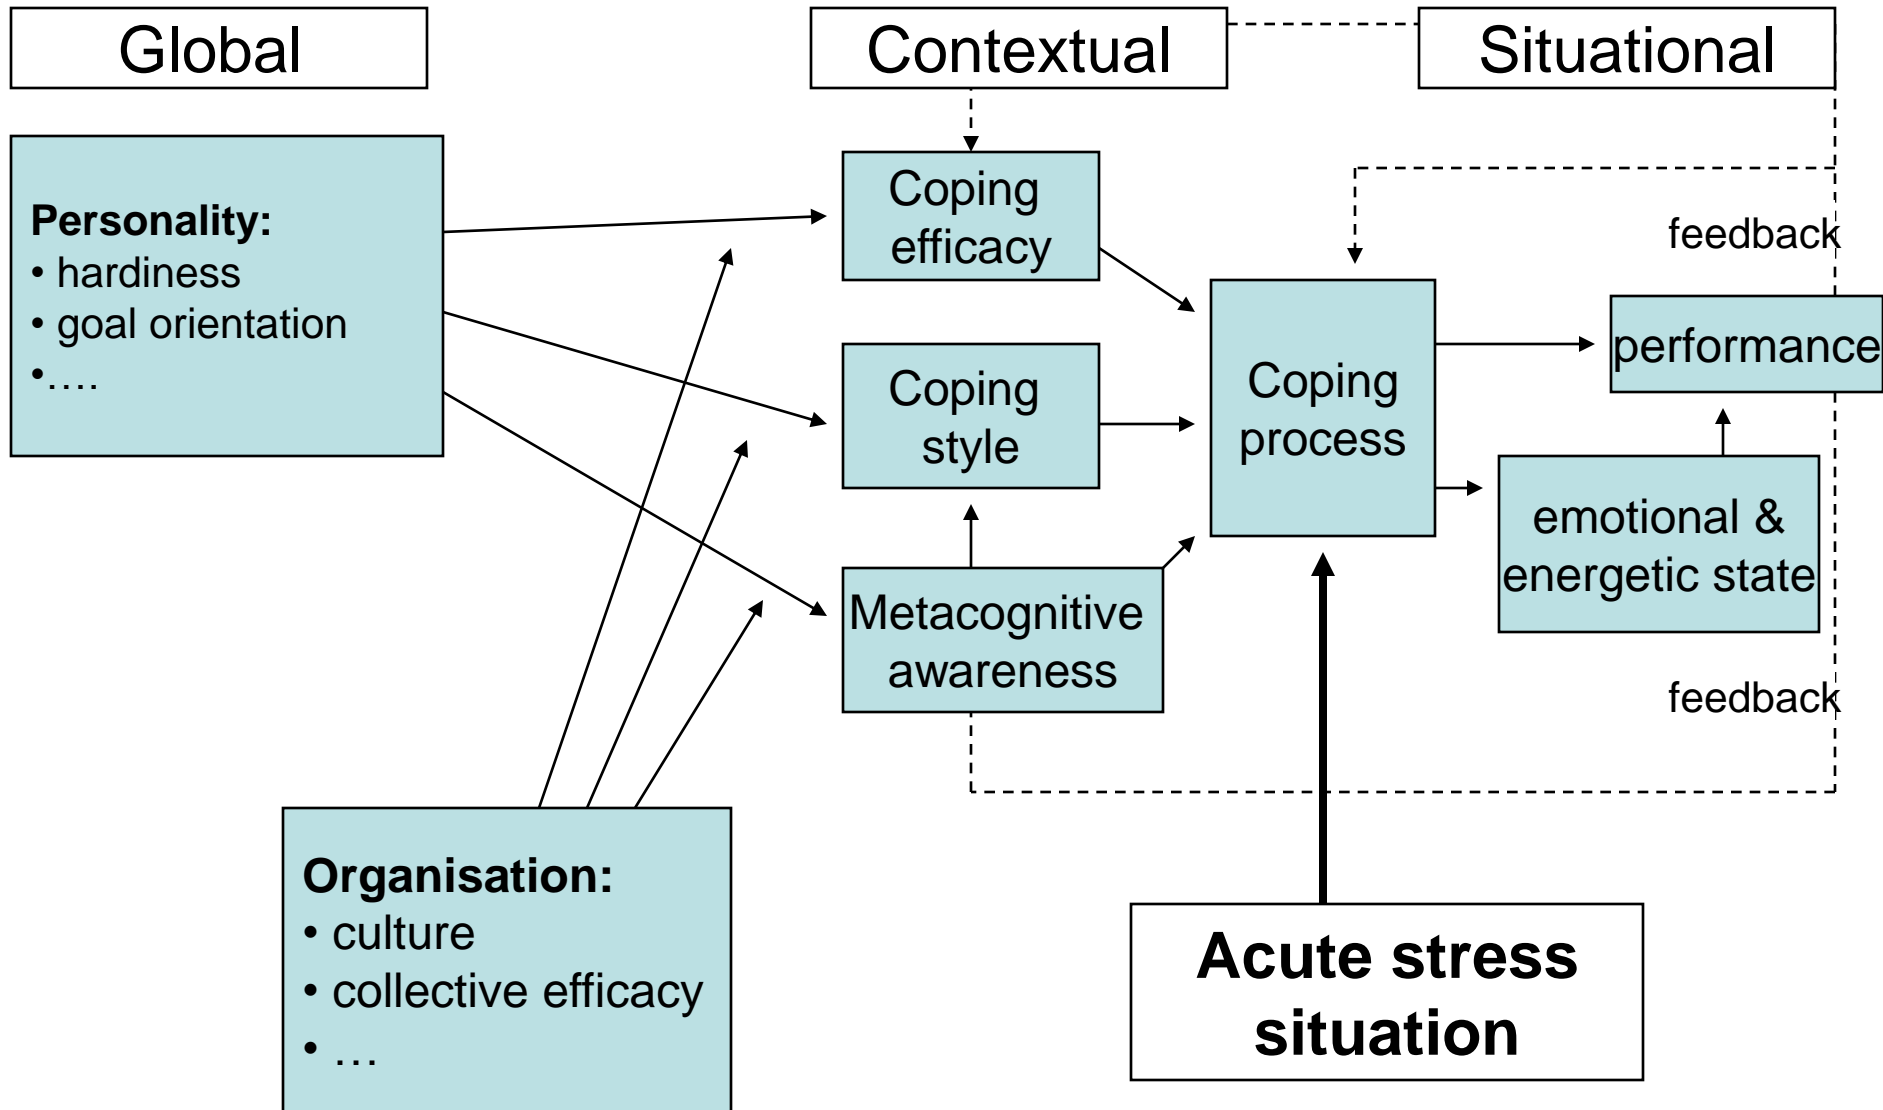 Global
Contextual
Situational
Personality:
• hardiness
• goal orientation
•….
Coping
efficacy
feedback
performance
Coping
style
Coping
process
emotional &
energetic state
Metacognitive
awareness
feedback
Organisation:
• culture
• collective efficacy
• …
Acute stress
situation